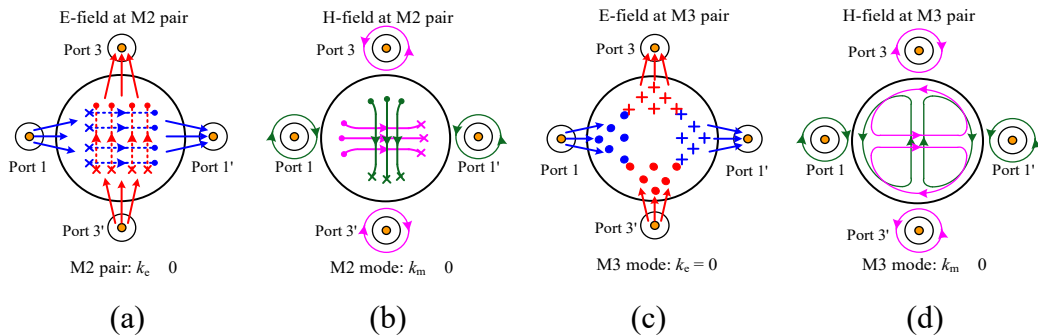 E-field at M2 pair
Port 3
Port 1
Port 1'
Port 3'
M2 pair: ke 0
(a)
H-field at M2 pair
Port 3
Port 1
Port 1'
Port 3'
M2 mode: km 0
(b)
E-field at M3 pair
Port 3
Port 1
Port 1'
Port 3'
M3 mode: ke = 0
(c)
H-field at M3 pair
Port 3
Port 1
Port 1'
Port 3'
M3 mode: km 0
(d)